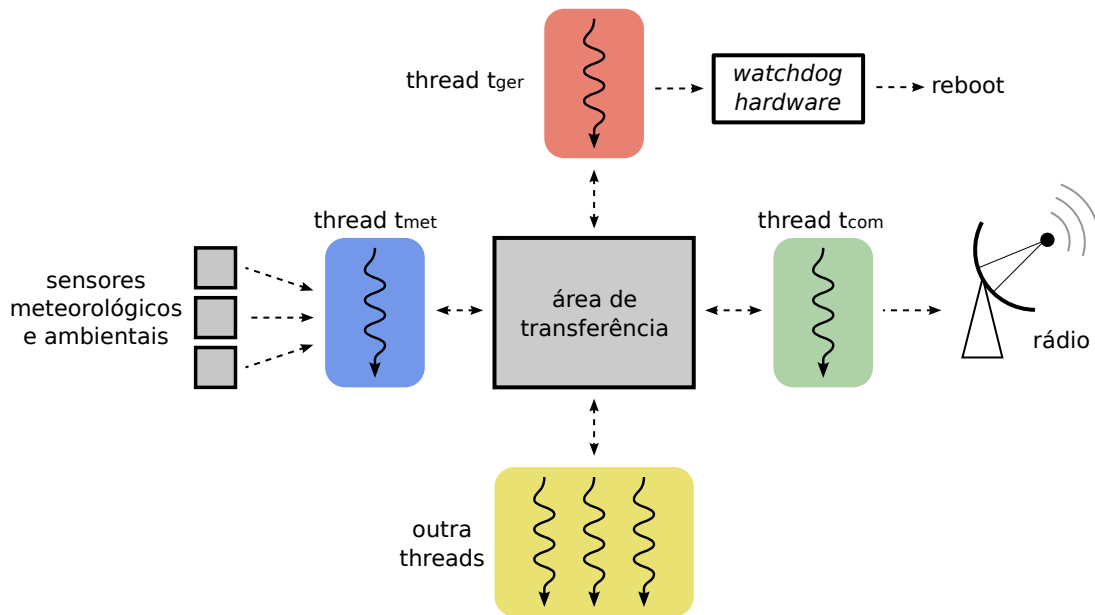 thread tger
watchdog
hardware
reboot
thread tmet
thread tcom
sensores
meteorológicos
e ambientais
área de
transferência
rádio
outra
threads